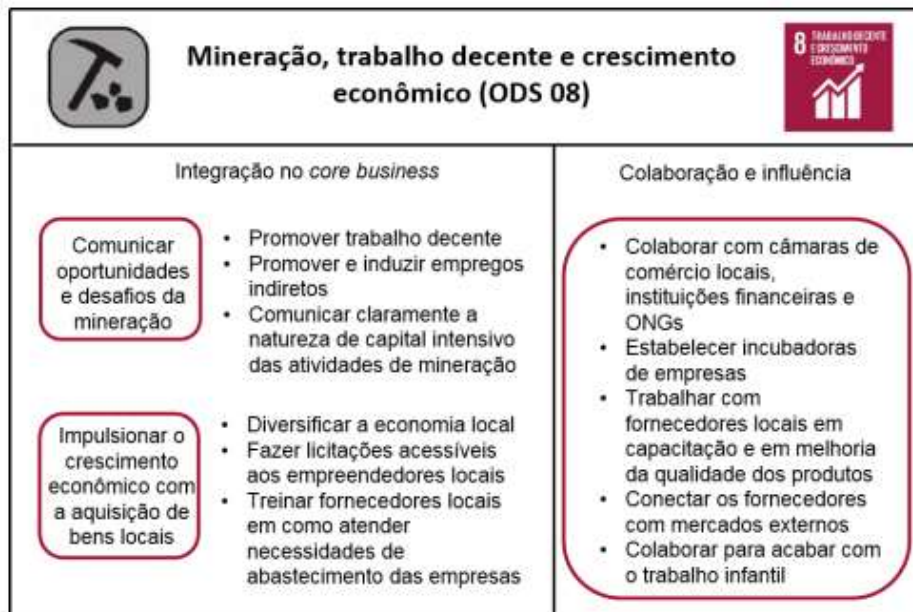 Mineração, trabalho decente e crescimento
econômico (ODS 08)
8 TRABALHO DECENTE
E CRESCIMENTO
ECONÔMICO
Integração no core business
Comunicar
oportunidades
e desafios da
mineração
• Promover trabalho decente
• Promover e induzir empregos
indiretos
• Comunicar claramente a
natureza de capital intensivo
das atividades de mineração
Impulsionar o
crescimento
econômico com
a aquisição de
bens locais
• Diversificar a economia local
• Fazer licitações acessíveis
aos empreendedores locais
• Treinar fornecedores locais
em como atender
necessidades de
abastecimento das empresas
Colaboração e influência
• Colaborar com câmaras de
comércio locais,
instituições financeiras e
ONGs
• Estabelecer incubadoras
de empresas
• Trabalhar com
fornecedores locais em
capacitação e em melhoria
da qualidade dos produtos
• Conectar os fornecedores
com mercados externos
• Colaborar para acabar com
o trabalho infantil